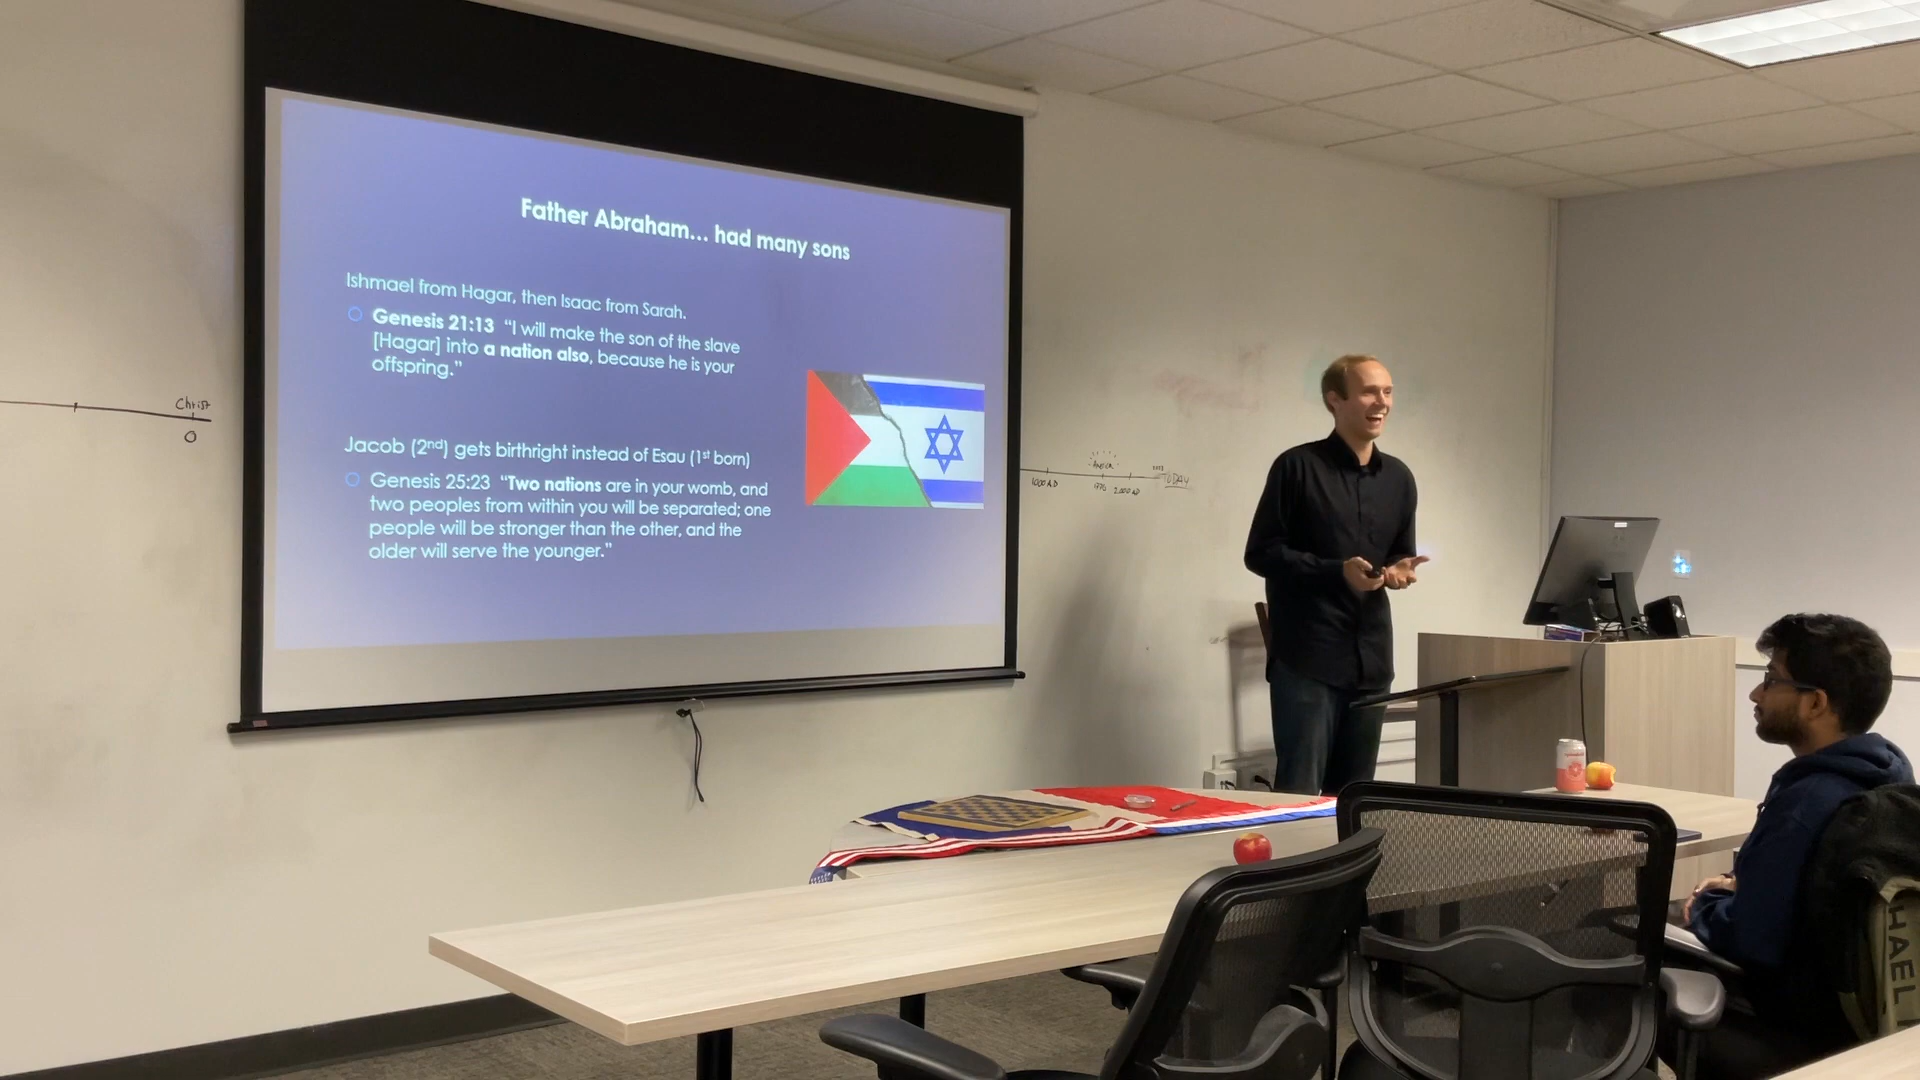 Father Abraham... had many sons
Ishmael from Hagar, then Isaac from Sarah.
Genesis 21:13 “I will make the son of the slave
[Hagar] into a nation also, because he is your
offspring.”
Jacob (2nd) gets birthright instead of Esau (1st born)
Genesis 25:23 “Two nations are in your womb, and
two peoples from within you will be separated; one
people will be stronger than the other, and the
older will serve the younger.”
Christ
0
1000 AD
1776
2000 AD
TODAY
HAEL